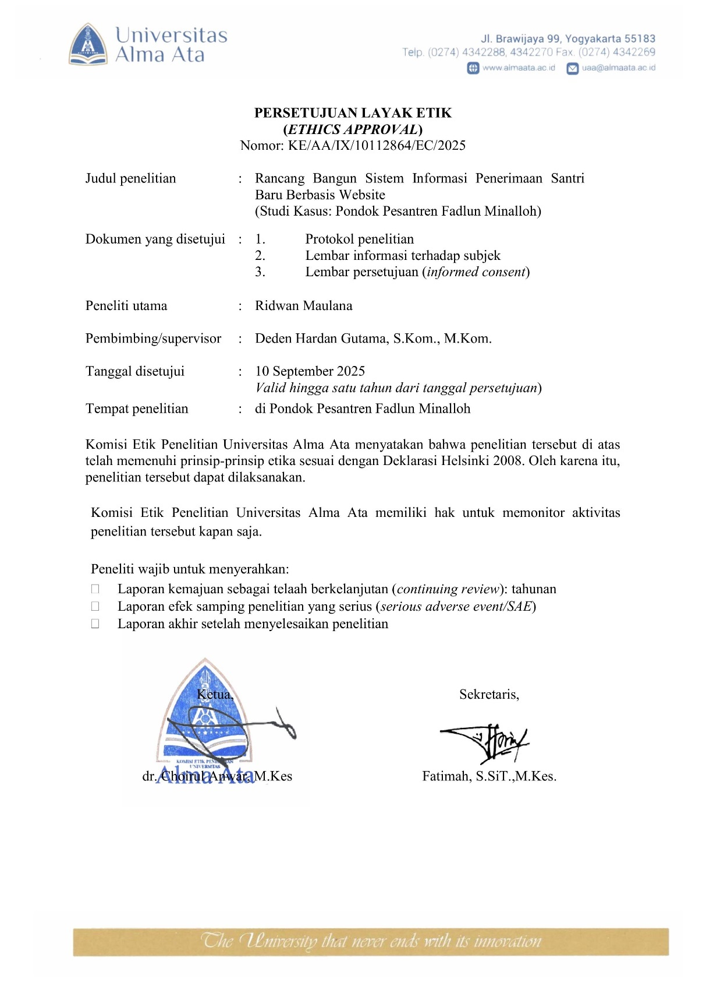 Universitas
Alma Ata
Jl. Brawijaya 99, Yogyakarta 55183
Telp. (0274) 4342288, 4342270 Fax. (0274) 4342269
www.almaata.ac.id uaa@almaata.ac.id
PERSETUJUAN LAYAK ETIK
(ETHICS APPROVAL)
Nomor: KE/AA/IX/10112864/EC/2025
Judul penelitian : Rancang Bangun Sistem Informasi Penerimaan Santri
Baru Berbasis Website
(Studi Kasus: Pondok Pesantren Fadlun Minalloh)
Dokumen yang disetujui : 1. Protokol penelitian
2. Lembar informasi terhadap subjek
3. Lembar persetujuan (informed consent)
Peneliti utama : Ridwan Maulana
Pembimbing/supervisor : Deden Hardan Gutama, S.Kom., M.Kom.
Tanggal disetujui : 10 September 2025
Valid hingga satu tahun dari tanggal persetujuan)
Tempat penelitian : di Pondok Pesantren Fadlun Minalloh
Komisi Etik Penelitian Universitas Alma Ata menyatakan bahwa penelitian tersebut di atas
telah memenuhi prinsip-prinsip etika sesuai dengan Deklarasi Helsinki 2008. Oleh karena itu,
penelitian tersebut dapat dilaksanakan.
Komisi Etik Penelitian Universitas Alma Ata memiliki hak untuk memonitor aktivitas
penelitian tersebut kapan saja.
Peneliti wajib untuk menyerahkan:
Laporan kemajuan sebagai telaah berkelanjutan (continuing review): tahunan
Laporan efek samping penelitian yang serius (serious adverse event/SAE)
Laporan akhir setelah menyelesaikan penelitian
Ketua, Sekretaris,
KOMISI ETIK PENELITIAN
UNIVERSITAS
Alma Ata
dr. Choirul Anwar, M.Kes Fatimah, S.SiT.,M.Kes.
The University that never ends with its innovation